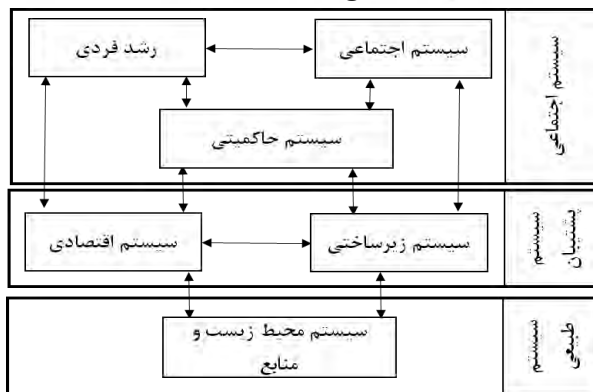 سیستم اجتماعی
رشد فردی
سیستم حاکمیتی
سیستم اجتماعی
سیستم زیرساختی
سیستم اقتصادی
سیستم
پشتیبان
سیستم محیط زیست و
منابع
سیستم
طبیعی